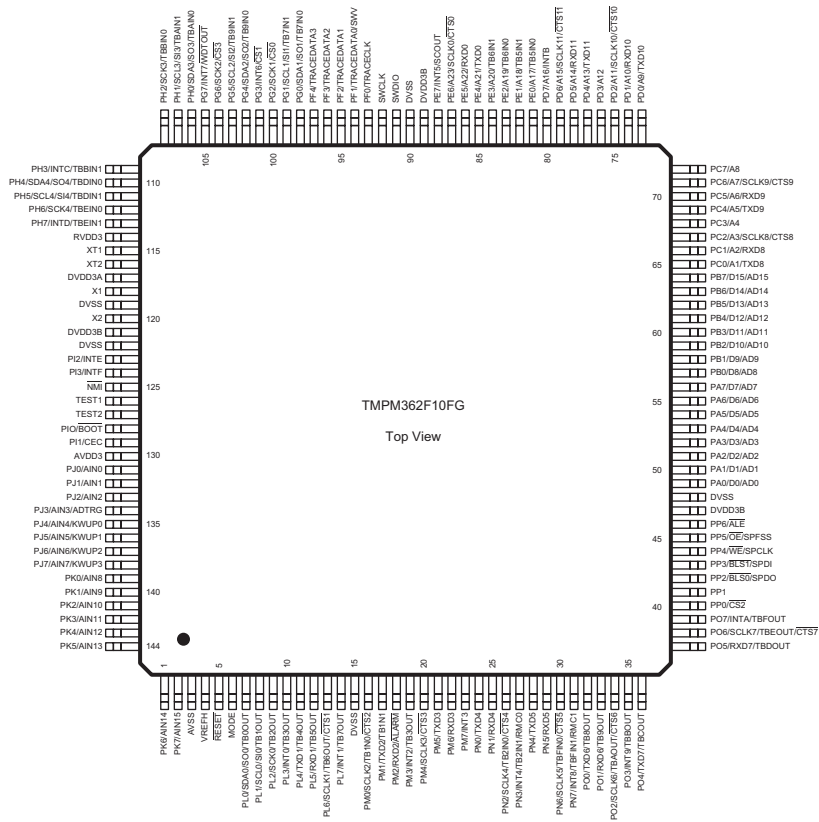 PH2/SCK3/TBBIN0
PH1/SCL3/SI3/TBAIN1
PH0/SDA3/SO3/TBAIN0
PG7/INT7/WDTOUT
PG6/SCK2/CS3
PG5/SCL2/SI2/TB9IN1
PG4/SDA2/SO2/TB9IN0
PG3/INT6/CS1
PG2/SCK1/CS0
PG1/SCL1/SI1/TB7IN1
PG0/SDA1/SO1/TB7IN0
PF4/TRACEDATA3
PF3/TRACEDATA2
PF2/TRACEDATA1
PF1/TRACEDATA0/SWV
PF0/TRACECLK
SWCLK
SWDIO
DVSS
DVDD3B
PE7/INT5/SCOUT
PE6/A23/SCLK0/CTS0
PE5/A22/RXD0
PE4/A21/TXD0
PE3/A20/TB6IN1
PE2/A19/TB6IN0
PE1/A18/TB5IN1
PE0/A17/TB5IN0
PD7/A16/INTB
PD6/A15/SCLK11/CTS11
PD5/A14/RXD11
PD4/A13/TXD11
PD3/A12
PD2/A11/SCLK10/CTS10
PD1/A10/RXD10
PD0/A9/TXD10
105
100
95
90
85
80
75
PH3/INTC/TBBIN1
PH4/SDA4/SO4/TBDIN0
110
PH5/SCL4/SI4/TBDIN1
PH6/SCK4/TBEIN0
PH7/INTD/TBEIN1
RVDD3
XT1
115
XT2
DVDD3A
X1
DVSS
X2
120
DVDD3B
DVSS
PI2/INTE
PI3/INTF
NMI
125
TEST1
TEST2
PIO/BOOT
PI1/CEC
AVDD3
130
PJ0/AIN0
PJ1/AIN1
PJ2/AIN2
PJ3/AIN3/ADTRG
PJ4/AIN4/KWUP0
135
PJ5/AIN5/KWUP1
PJ6/AIN6/KWUP2
PJ7/AIN7/KWUP3
PK0/AIN8
PK1/AIN9
140
PK2/AIN10
PK3/AIN11
PK4/AIN12
PK5/AIN13
144
TMPM362F10FG
Top View
PC7/A8
PC6/A7/SCLK9/CTS9
70
PC5/A6/RXD9
PC4/A5/TXD9
PC3/A4
PC2/A3/SCLK8/CTS8
PC1/A2/RXD8
65
PC0/A1/TXD8
PB7/D15/AD15
PB6/D14/AD14
PB5/D13/AD13
PB4/D12/AD12
60
PB3/D11/AD11
PB2/D10/AD10
PB1/D9/AD9
PB0/D8/AD8
PA7/D7/AD7
55
PA6/D6/AD6
PA5/D5/AD5
PA4/D4/AD4
PA3/D3/AD3
PA2/D2/AD2
50
PA1/D1/AD1
PA0/D0/AD0
DVSS
DVDD3B
PP6/ALE
45
PP5/OE/SPFSS
PP4/WE/SPCLK
PP3/BLS1/SPDI
PP2/BLS0/SPDO
PP1
40
PP0/CS2
PO7/INTA/TBFOUT
PO6/SCLK7/TBEOUT/CTS7
PO5/RXD7/TBDOUT
1
5
10
15
20
25
30
35
PK6/AIN14
PK7/AIN15
AVSS
VREFH
RESET
MODE
PL0/SDA0/SO0/TB0OUT
PL1/SCL0/SI0/TB1OUT
PL2/SCK0/TB2OUT
PL3/INT0/TB3OUT
PL4/TXD1/TB4OUT
PL5/RXD1/TB5OUT
PL6/SCLK1/TB6OUT/CTS1
PL7/INT1/TB7OUT
DVSS
PM0/SCLK2/TB1N0/CTS2
PM1/TXD2/TB1N1
PM2/RXD2/ALARM
PM3/INT2/TB3OUT
PM4/SCLK3/CTS3
PM5/TXD3
PM6/RXD3
PM7/INT3
PN0/TXD4
PN1/RXD4
PN2/SCLK4/TB2IN0/CTS4
PN3/INT4/TB2IN1/RMC0
PN4/TXD5
PN5/RXD5
PN6/SCLK5/TBFIN0/CTS5
PN7/INT8/TBFIN1/RMC1
PO0/TXD6/TB8OUT
PO1/RXD6/TB9OUT
PO2/SCLK6/TBAOUT/CTS6
PO3/INT9/TBBOUT
PO4/TXD7/TBCOUT